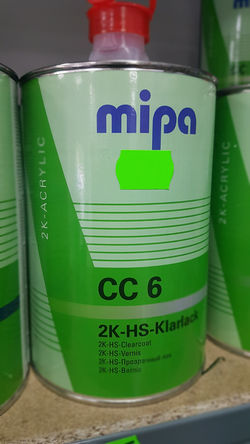 mipa
2K-ACRYLIC
CC 6
2K-HS-Klarlack
2K-HS-Clearcoat
2K-HS-Vernis
2K-HS-Прозрачный лак
2K-HS-Barniz